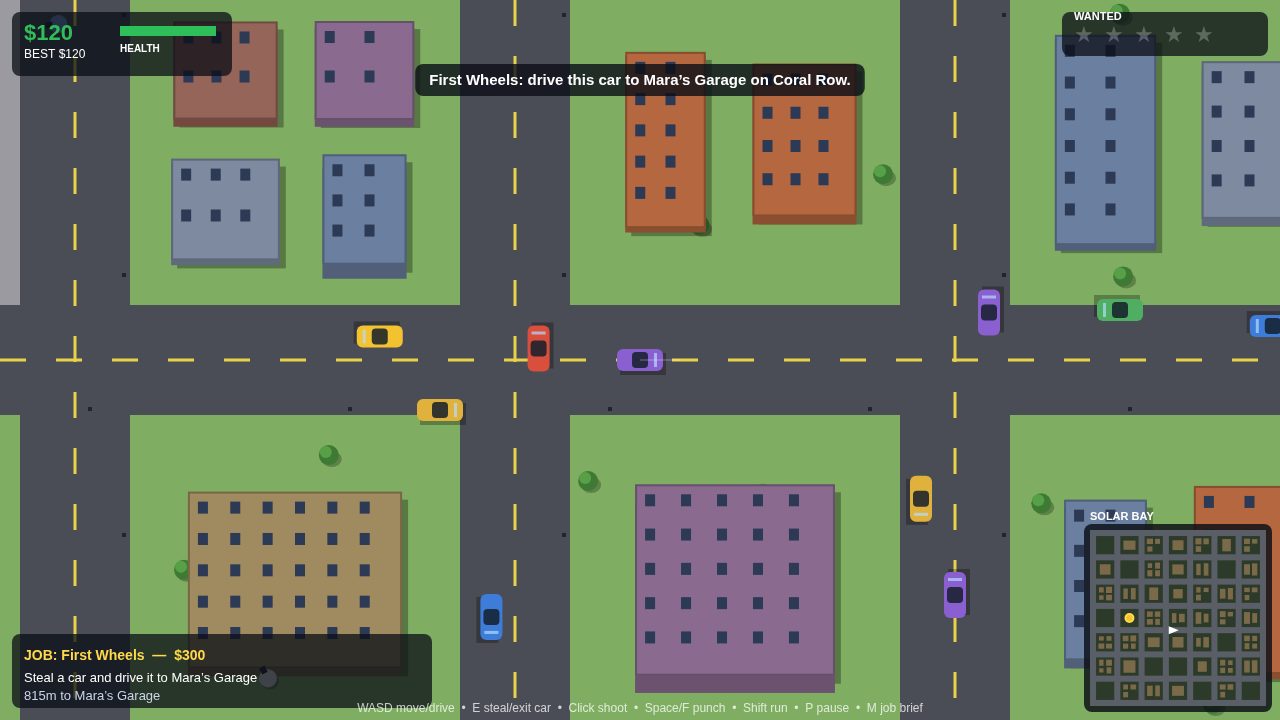 $120
BEST $120
HEALTH
WANTED
First Wheels: drive this car to Mara’s Garage on Coral Row.
SOLAR BAY
JOB: First Wheels — $300
Steal a car and drive it to Mara’s Garage
815m to Mara’s Garage
WASD move/drive • E steal/exit car • Click shoot • Space/F punch • Shift run • P pause • M job brief